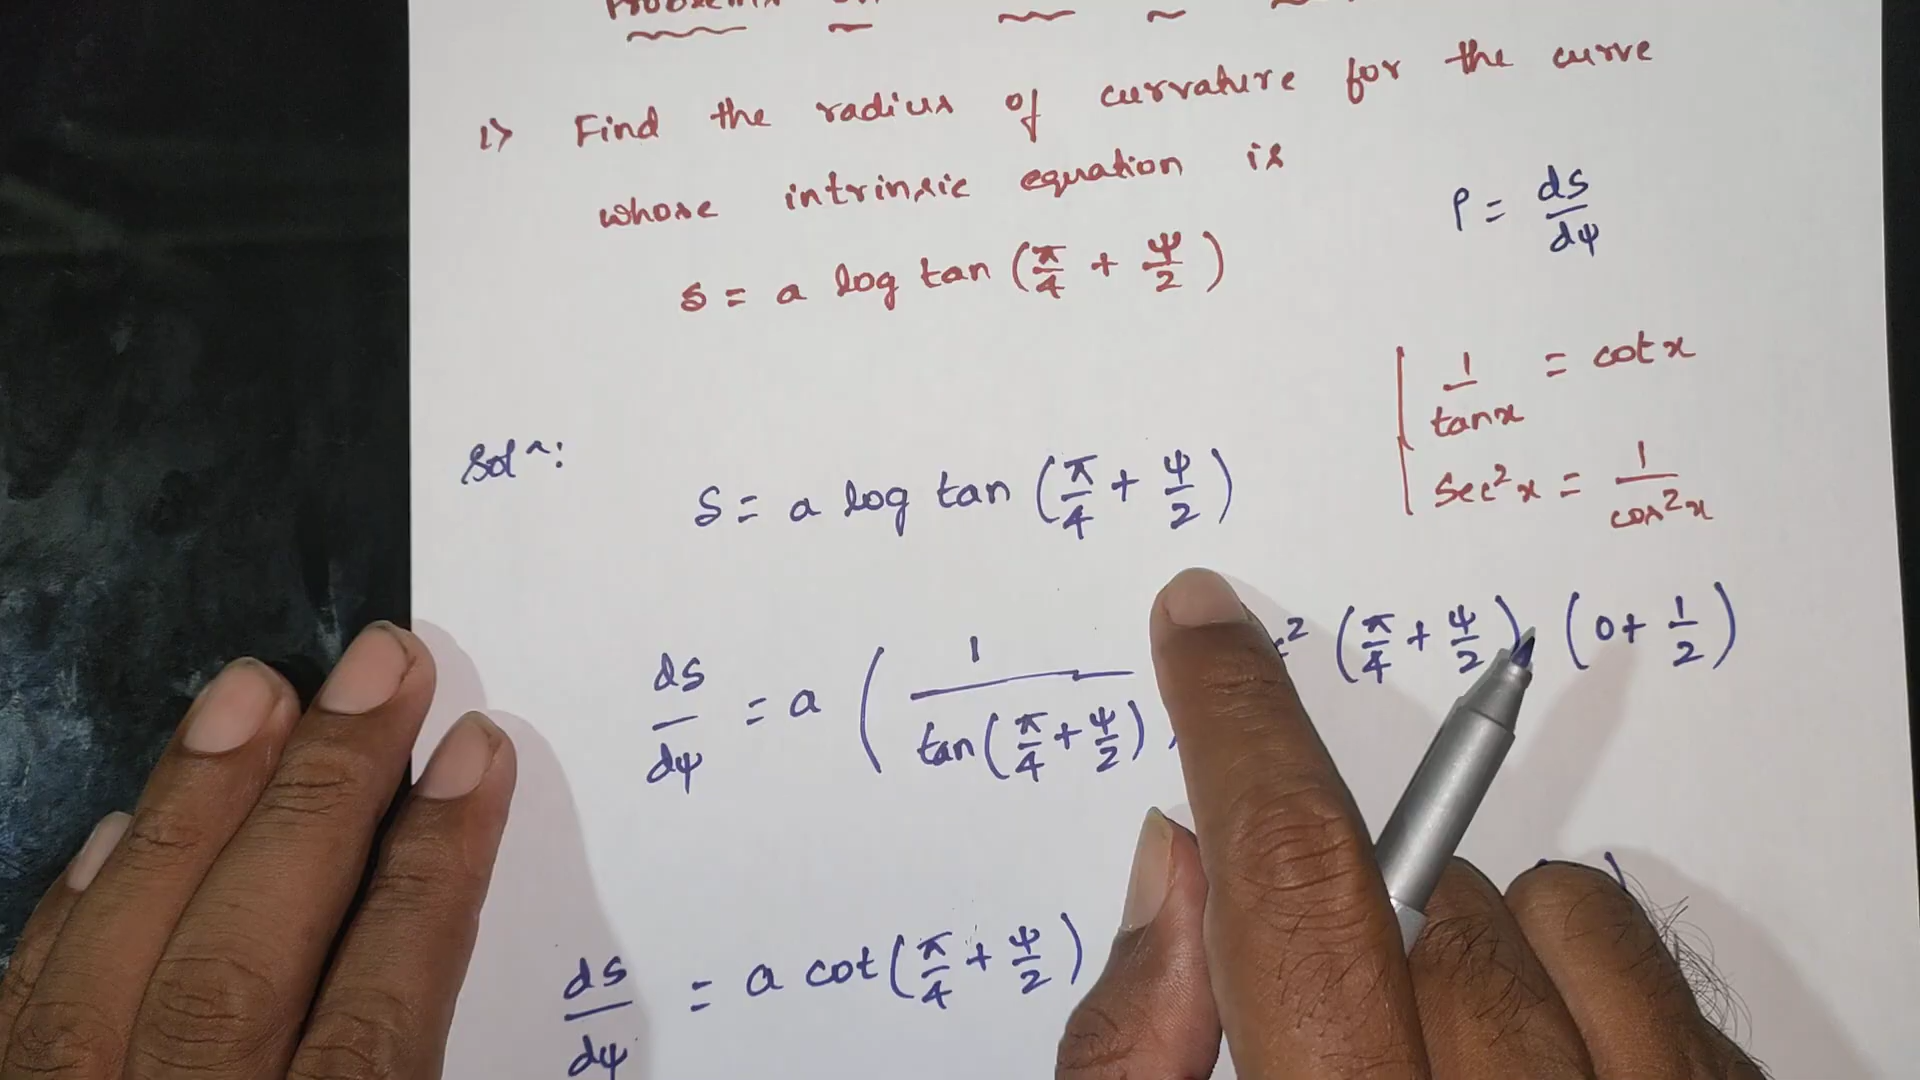 1) Find the radius of curvature for the curve
whose intrinsic equation is
s = a log tan (π/4 + ψ/2)
ρ = ds/dψ
1/tanx = cot x
sec²x = 1/cos²x
Solⁿ:
S = a log tan (π/4 + ψ/2)
ds/dψ = a ( 1/tan(π/4 + ψ/2) ² (π/4 + ψ/2) · (0 + 1/2)
ds/dψ = a cot (π/4 + ψ/2)